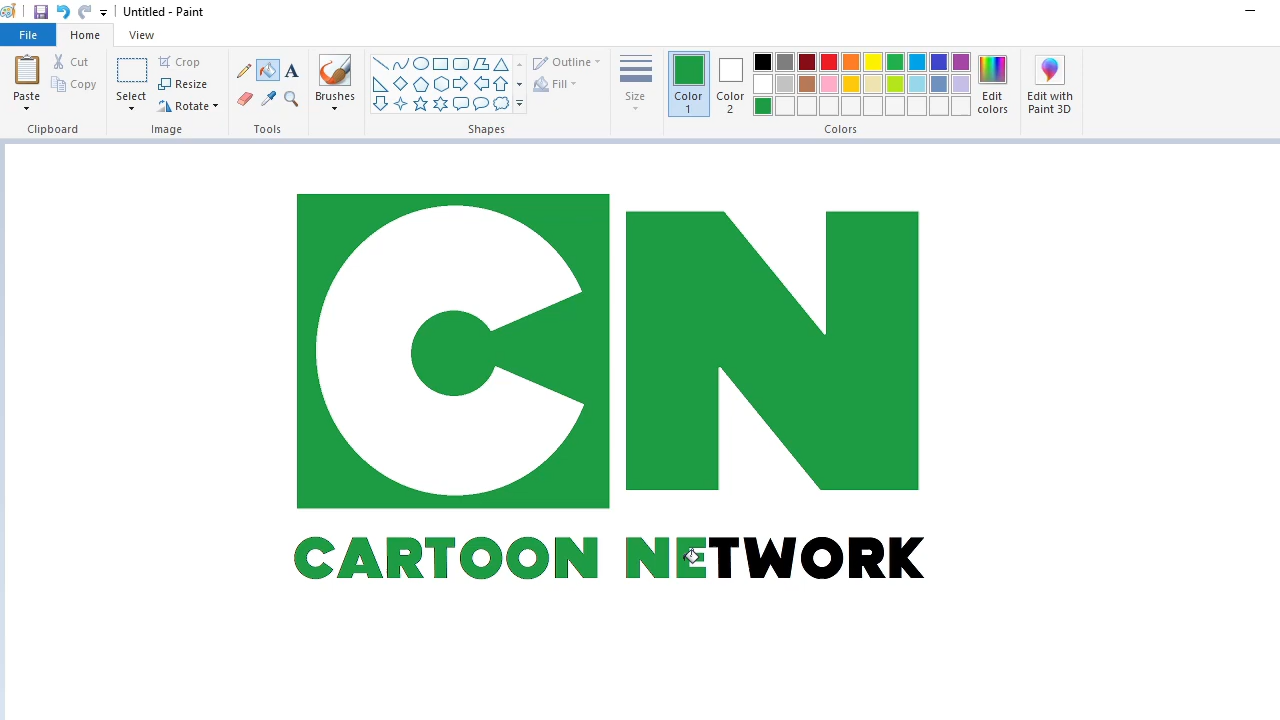 Untitled - Paint
File Home View
Paste Cut Copy Select Crop Resize Rotate A Brushes Outline Fill Size Color 1 Color 2 Edit colors Edit with Paint 3D
Clipboard Image Tools Shapes Colors
CN
CARTOON NETWORK